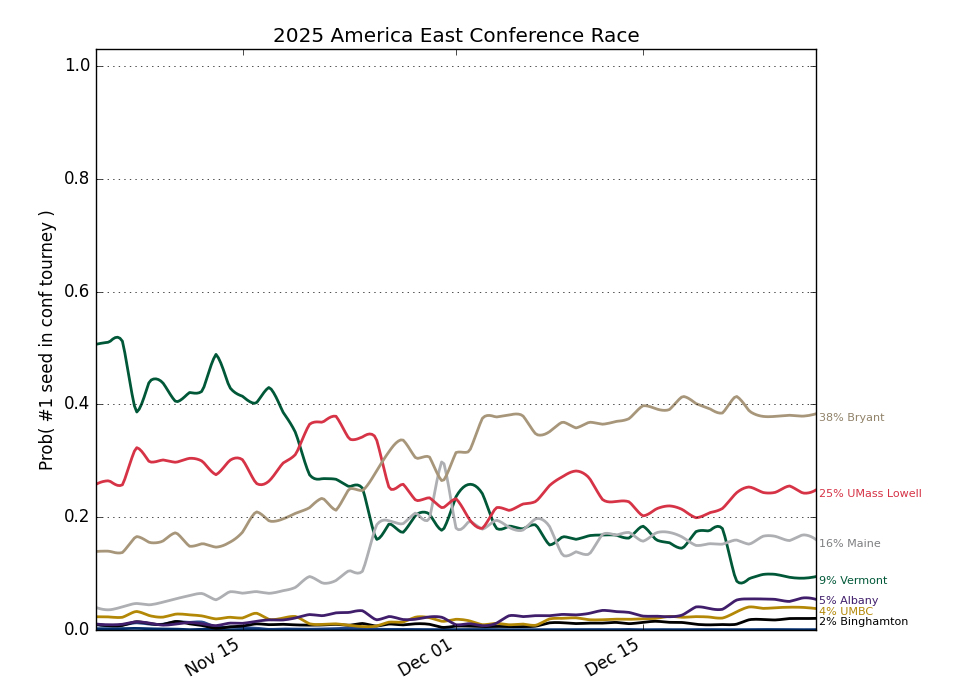 2025 America East Conference Race
Prob( #1 seed in conf tourney )
1.0
0.8
0.6
0.4
0.2
0.0
Nov 15
Dec 01
Dec 15
38% Bryant
25% UMass Lowell
16% Maine
9% Vermont
5% Albany
4% UMBC
2% Binghamton